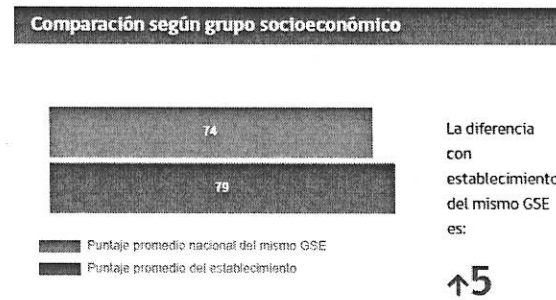 Comparación según grupo socioeconómico
74
79
Puntaje promedio nacional del mismo GSE
Puntaje promedio del establecimiento
La diferencia
con
establecimiento
del mismo GSE
es:
↑5